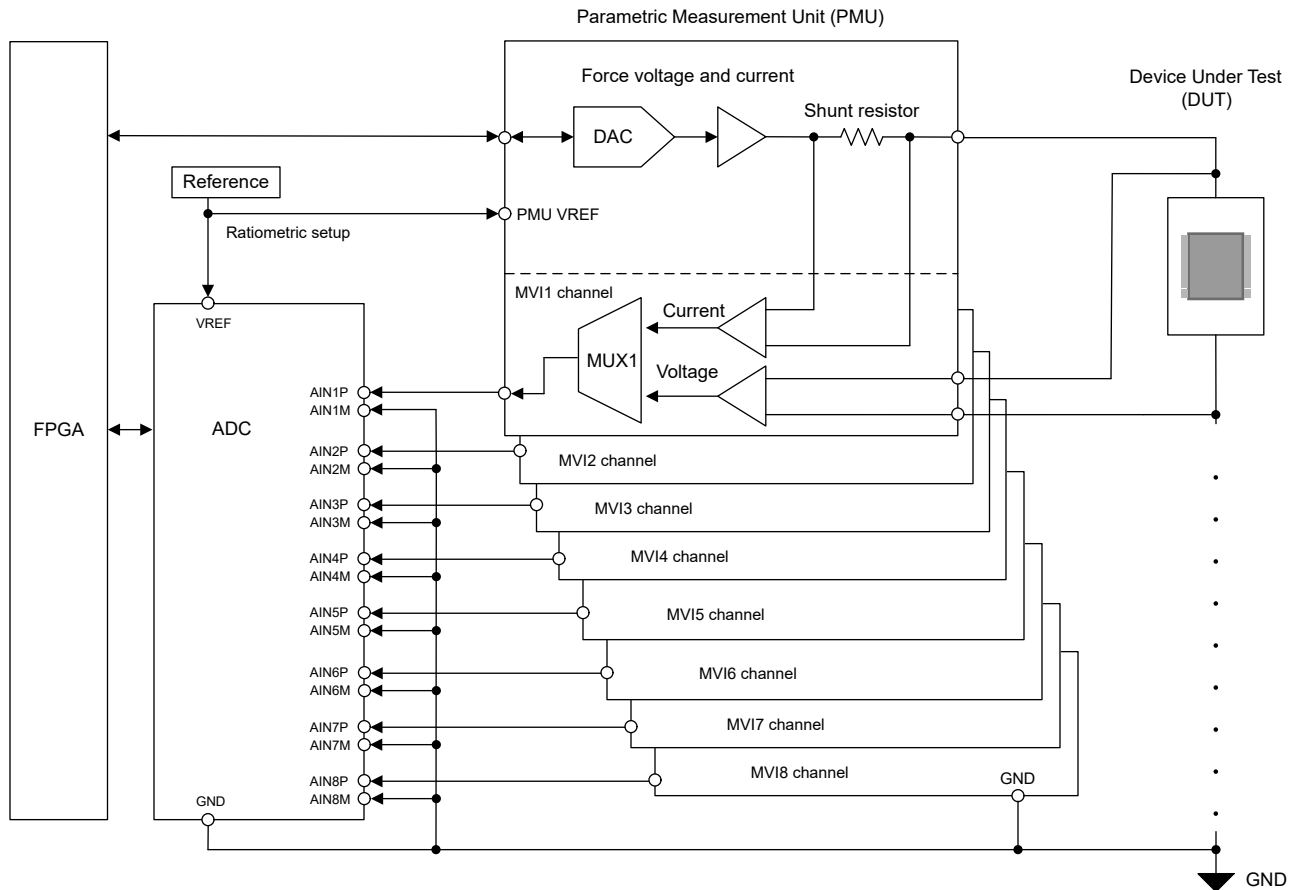 Parametric Measurement Unit (PMU)
Force voltage and current
Device Under Test
(DUT)
Shunt resistor
DAC
Reference
PMU VREF
Ratiometric setup
MVI1 channel
VREF
Current
MUX1
Voltage
AIN1P
AIN1M
FPGA
ADC
AIN2P
AIN2M
MVI2 channel
AIN3P
AIN3M
MVI3 channel
AIN4P
AIN4M
MVI4 channel
AIN5P
AIN5M
MVI5 channel
AIN6P
AIN6M
MVI6 channel
AIN7P
AIN7M
MVI7 channel
AIN8P
AIN8M
MVI8 channel
GND
GND
GND